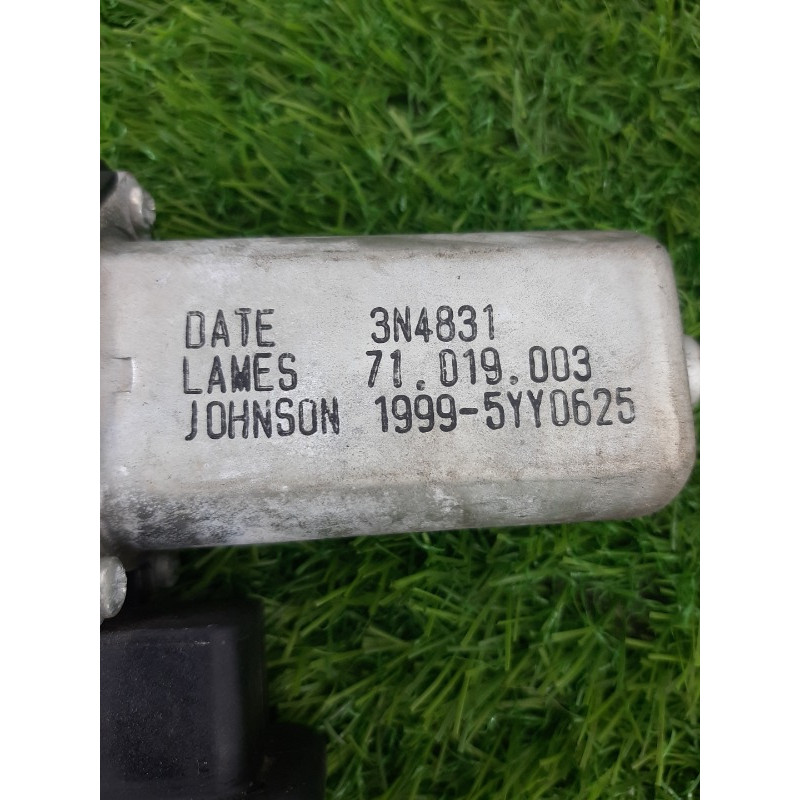 DATE 3N4831
LAMES 71.019.003
JOHNSON 1999-5YY0625